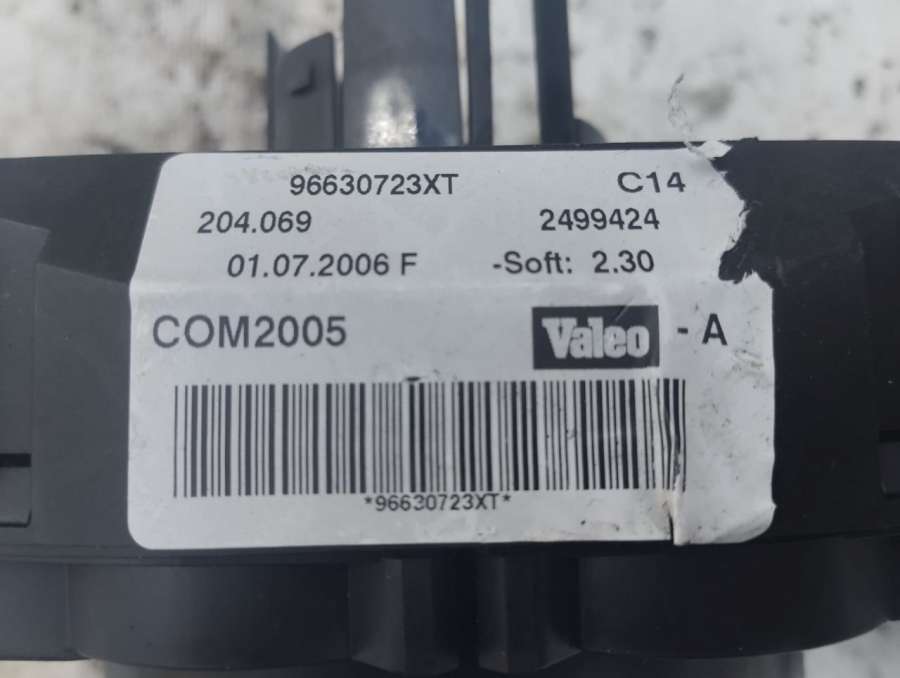 96630723XT C14
204.069 2499424
01.07.2006 F -Soft: 2.30
COM2005 Valeo - A
*96630723XT*